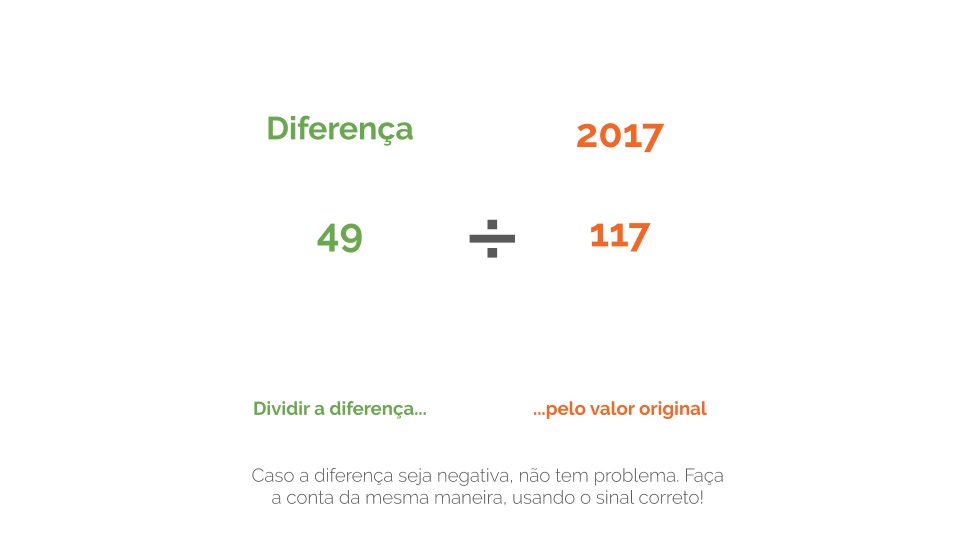 Diferença
2017
49 ÷ 117
Dividir a diferença...
...pelo valor original
Caso a diferença seja negativa, não tem problema. Faça
a conta da mesma maneira, usando o sinal correto!